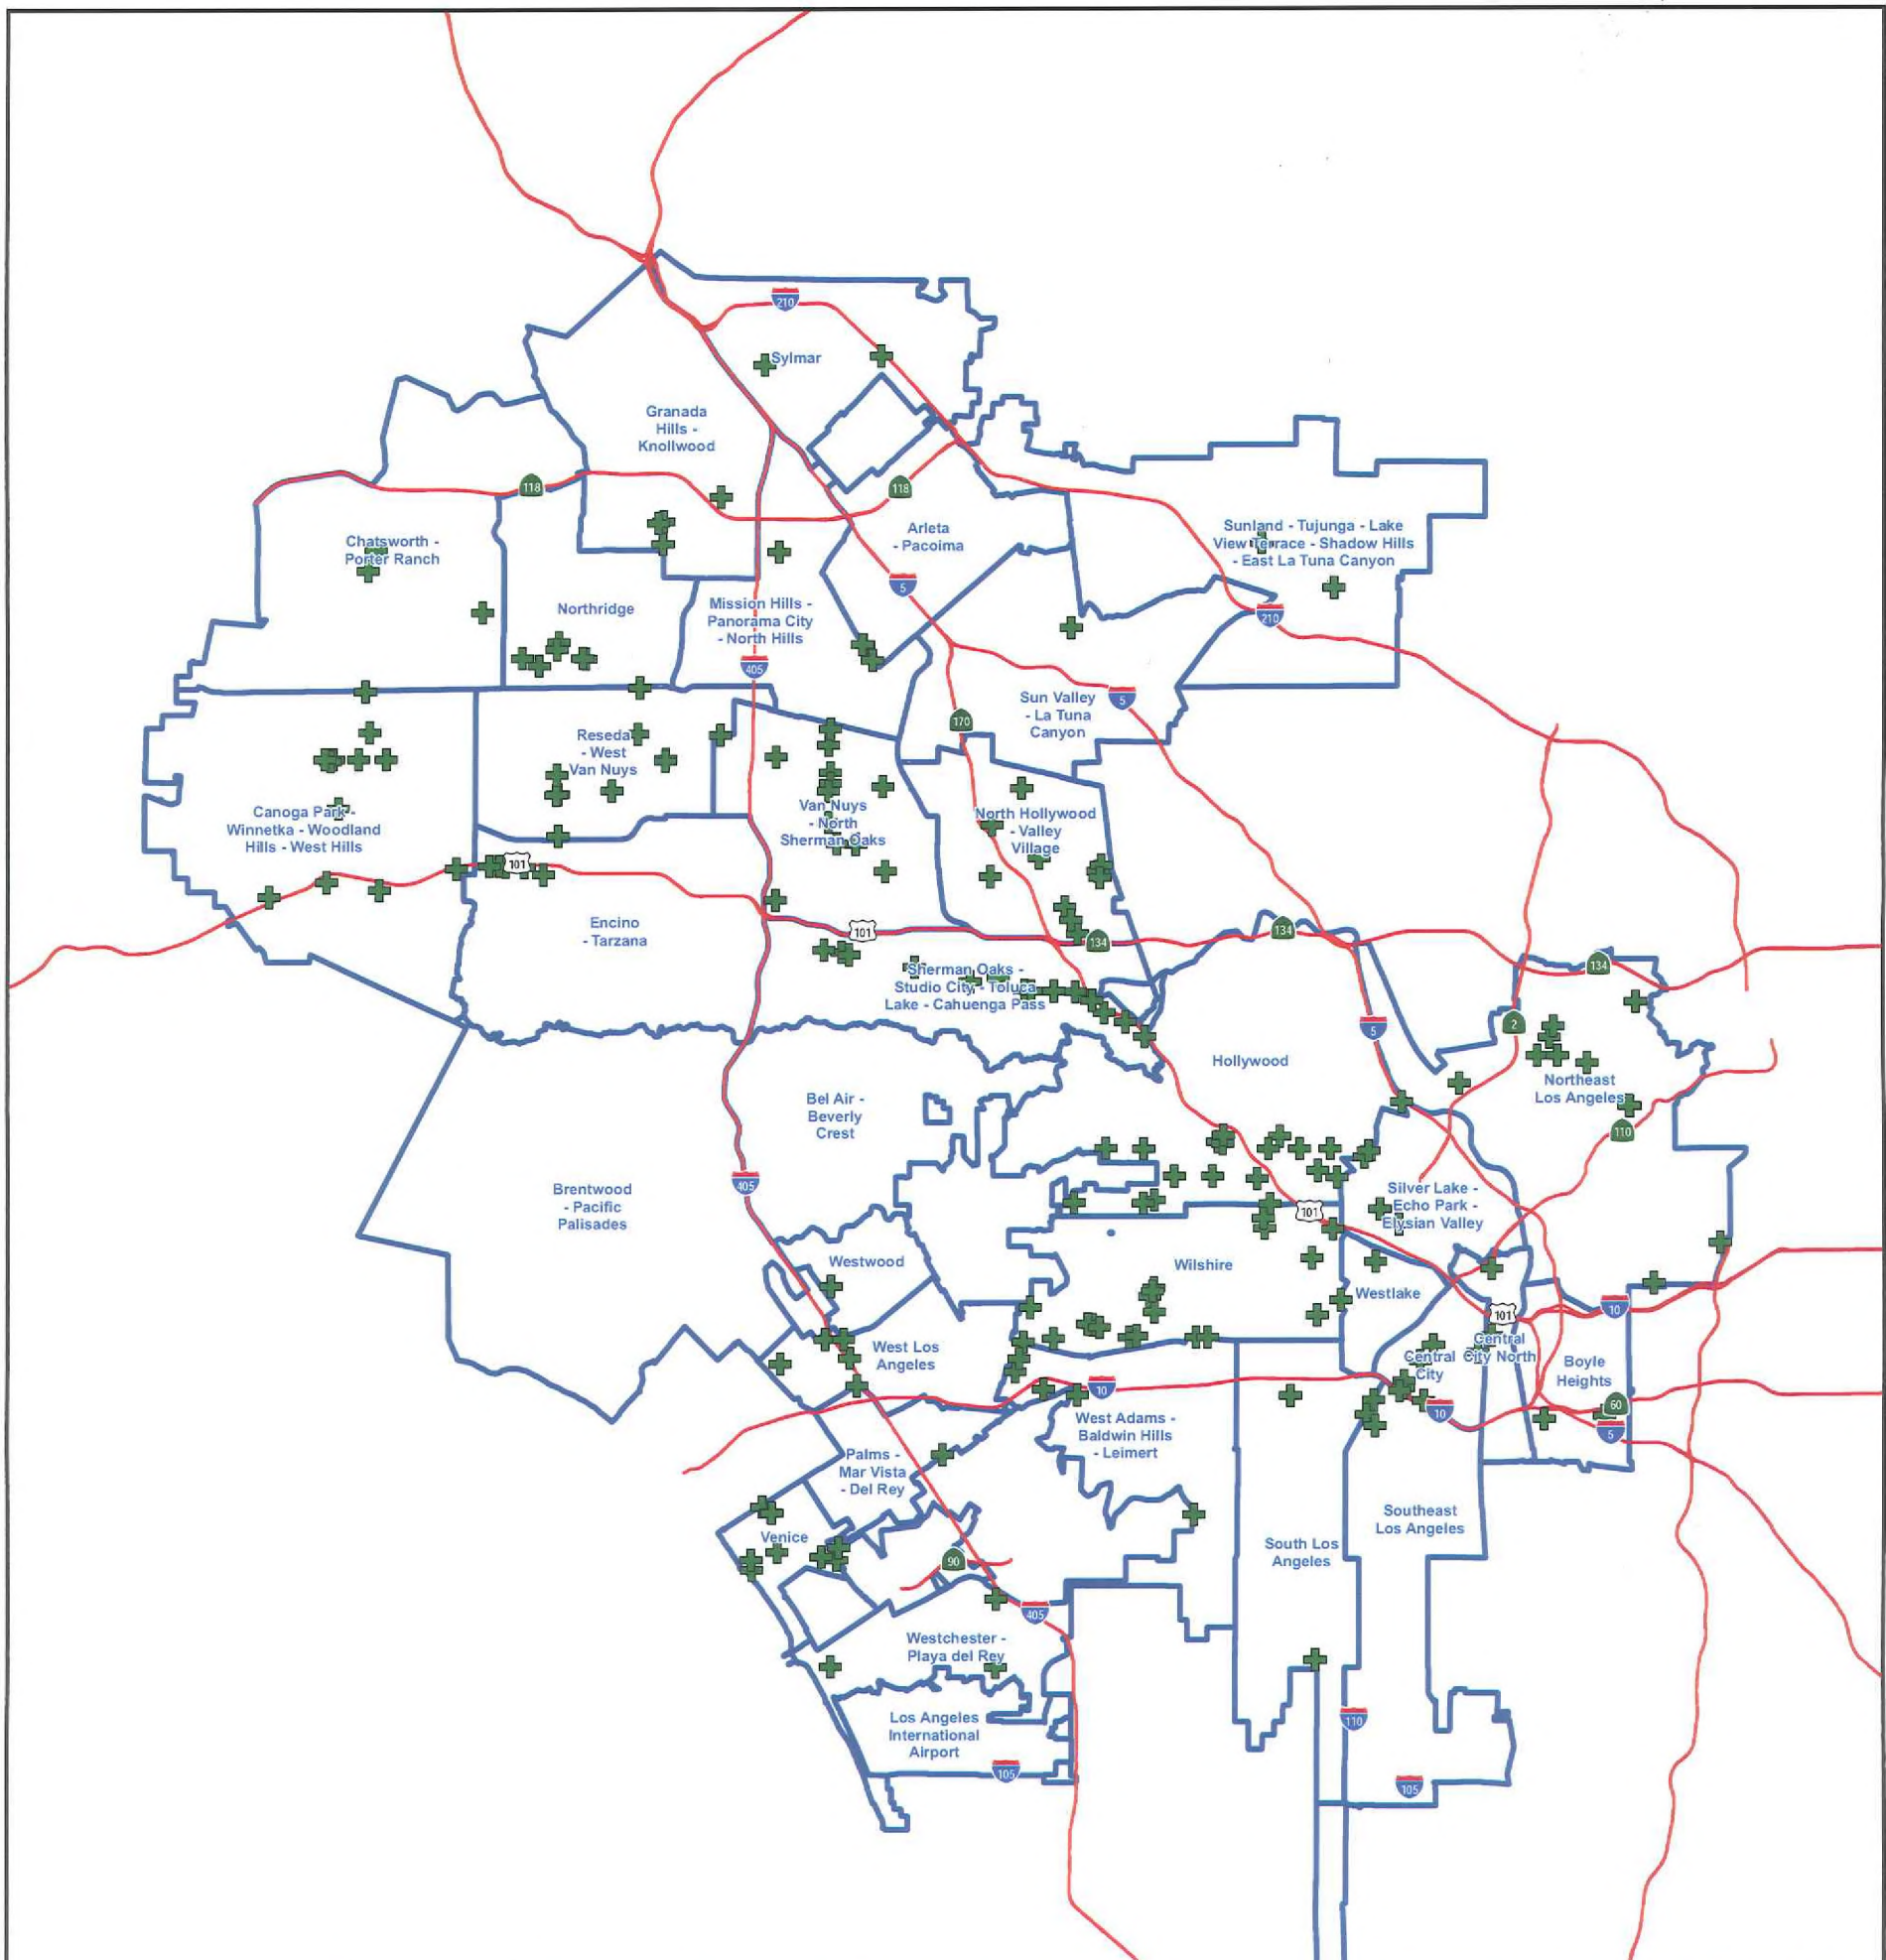 210
Sylmar
Granada
Hills -
Knollwood
118
118
Chatsworth -
Porter Ranch
Arleta
- Pacoima
Sunland - Tujunga - Lake
View Terrace - Shadow Hills
- East La Tuna Canyon
5
Northridge
Mission Hills -
Panorama City
- North Hills
210
405
Sun Valley
- La Tuna
Canyon
5
170
Reseda
- West
Van Nuys
Canoga Park -
Winnetka - Woodland
Hills - West Hills
Van Nuys
- North
Sherman Oaks
North Hollywood
- Valley
Village
101
Encino
- Tarzana
101
134
134
134
Sherman Oaks -
Studio City - Toluca
Lake - Cahuenga Pass
5
2
Hollywood
Northeast
Los Angeles
Bel Air -
Beverly
Crest
110
405
Brentwood
- Pacific
Palisades
Silver Lake -
Echo Park -
Elysian Valley
101
Westwood
Wilshire
Westlake
10
101
West Los
Angeles
Central
City North
Central
City
Boyle
Heights
10
60
10
5
West Adams -
Baldwin Hills
- Leimert
Palms -
Mar Vista
- Del Rey
Venice
Southeast
Los Angeles
South Los
Angeles
90
405
Westchester -
Playa del Rey
Los Angeles
International
Airport
110
105
105